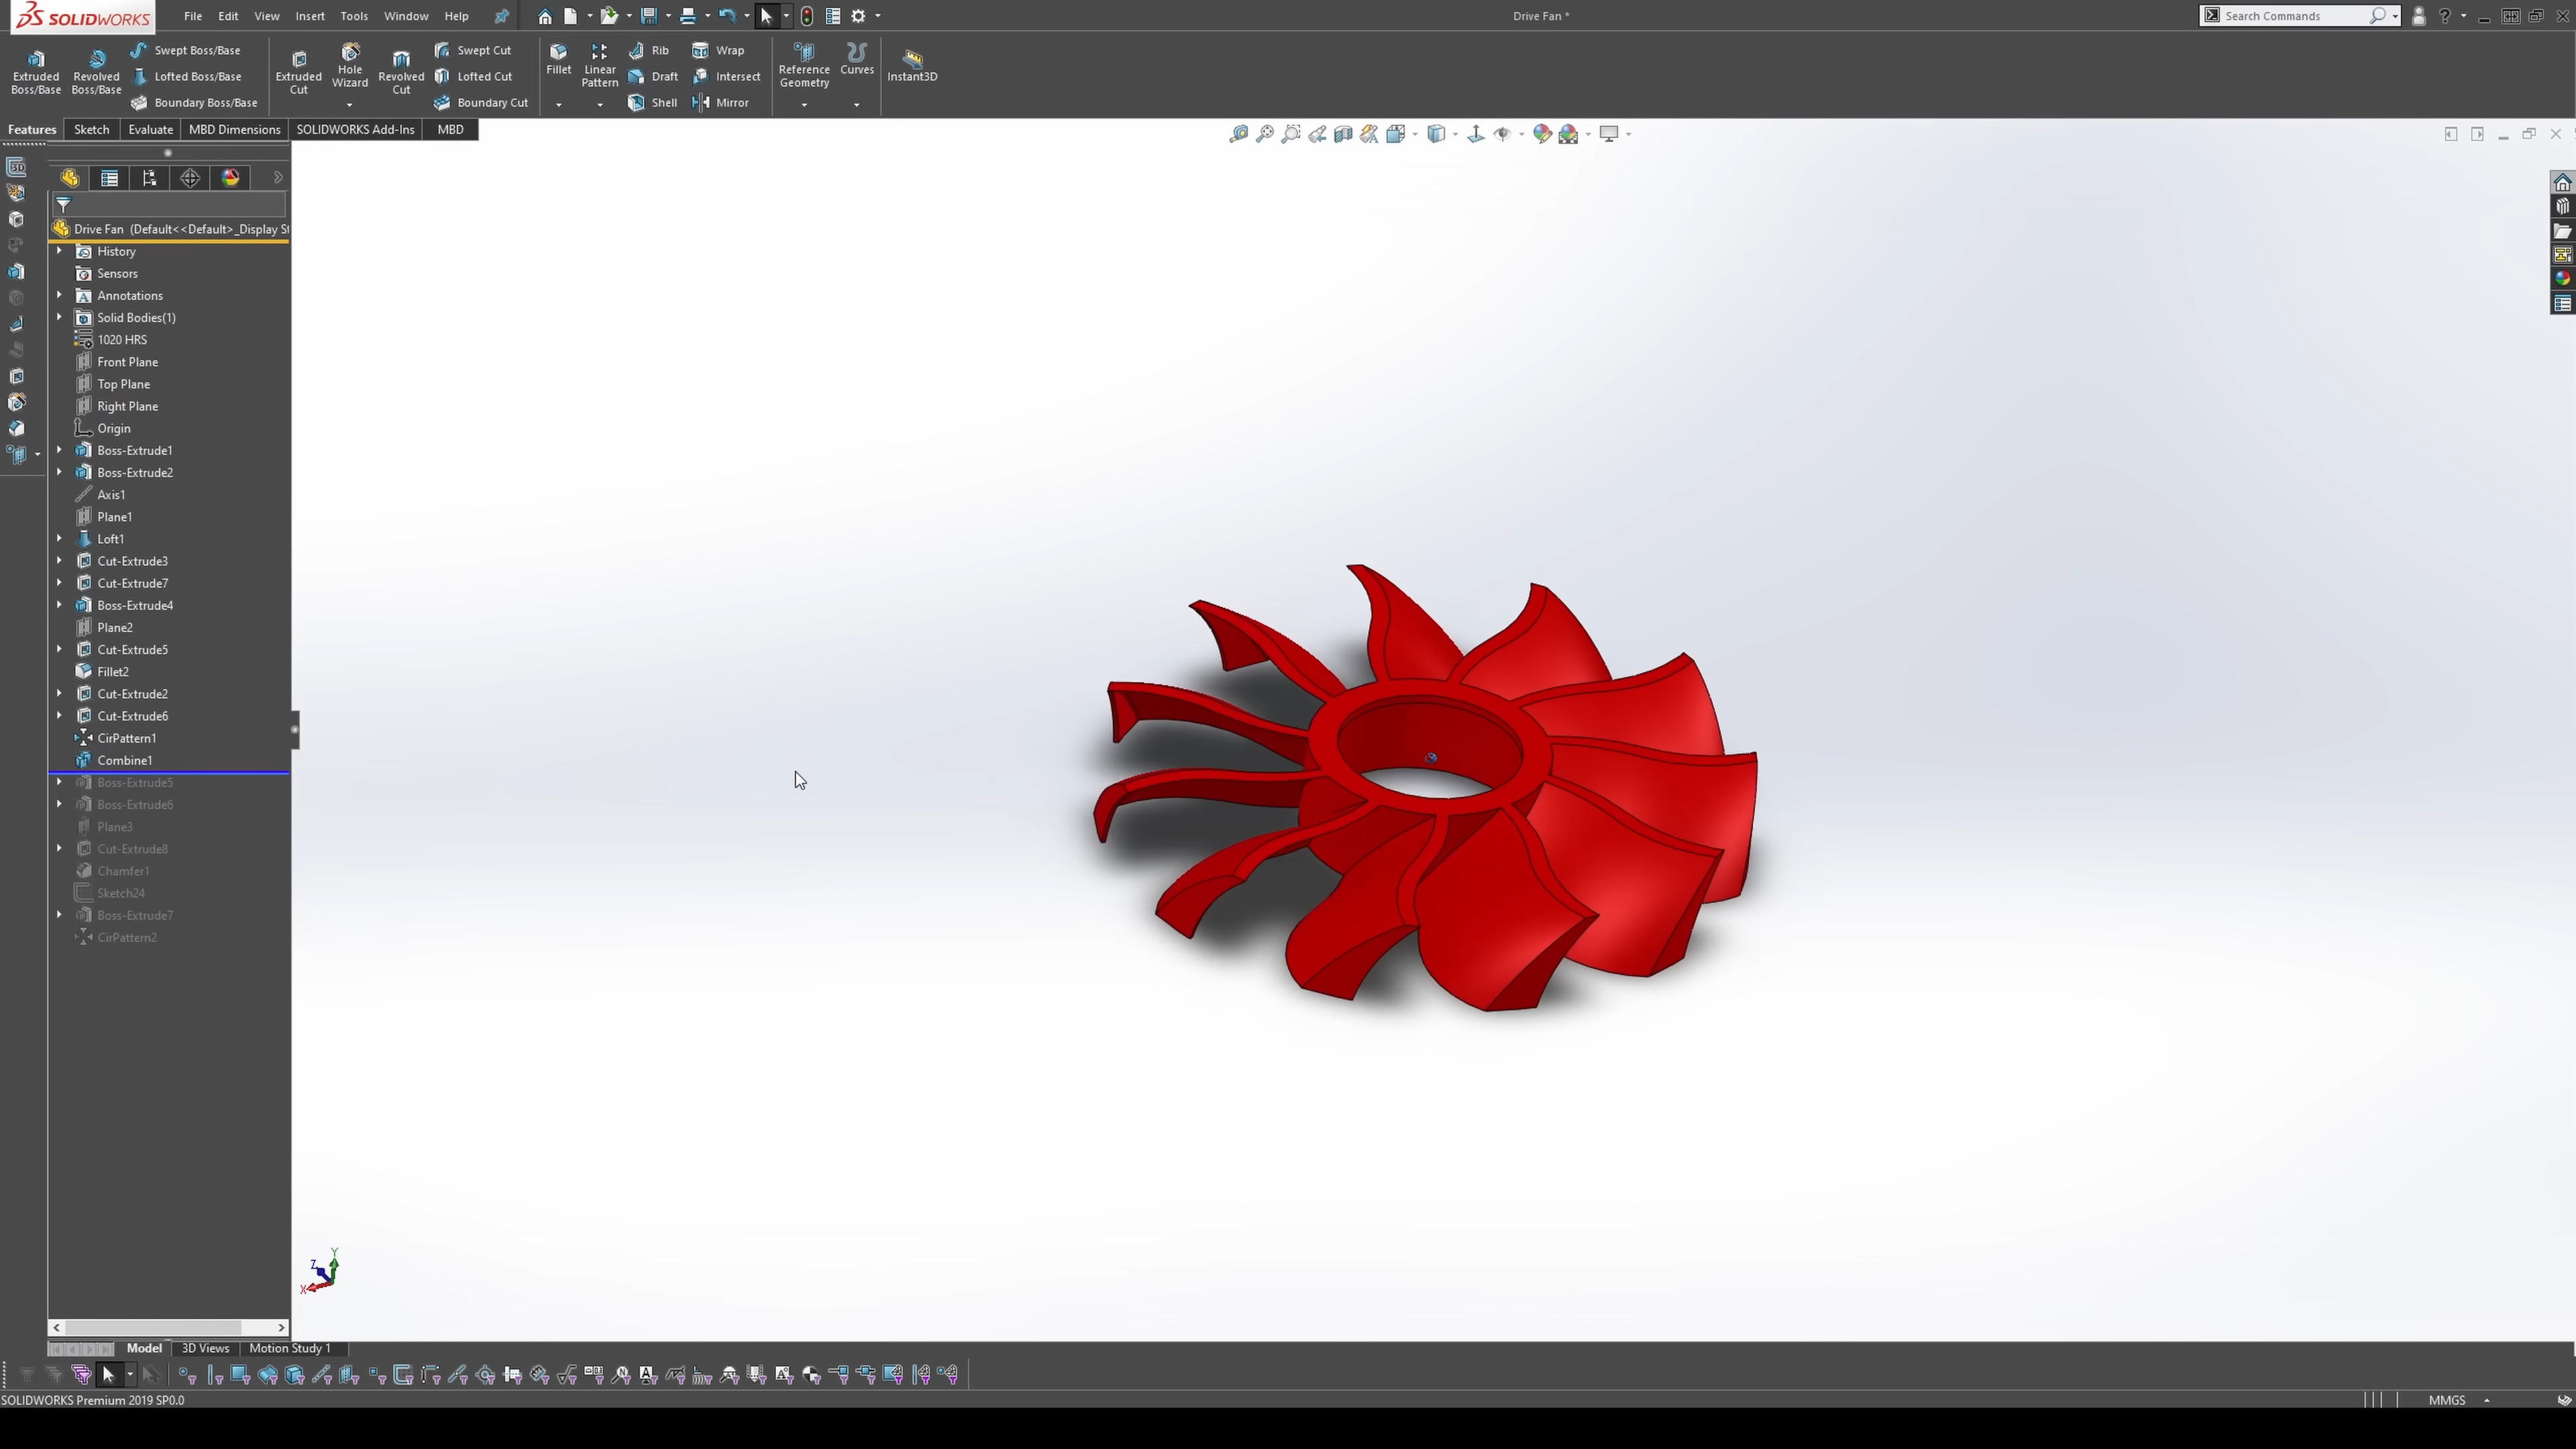 SOLIDWORKS File Edit View Insert Tools Window Help Drive Fan * Search Commands
Extruded Boss/Base
Revolved Boss/Base
Swept Boss/Base
Lofted Boss/Base
Boundary Boss/Base
Extruded Cut
Hole Wizard
Revolved Cut
Swept Cut
Lofted Cut
Boundary Cut
Fillet
Linear Pattern
Rib
Draft
Shell
Wrap
Intersect
Mirror
Reference Geometry
Curves
Instant3D
Features Sketch Evaluate MBD Dimensions SOLIDWORKS Add-Ins MBD
Drive Fan (Default<<Default>_Display St
History
Sensors
Annotations
Solid Bodies(1)
1020 HRS
Front Plane
Top Plane
Right Plane
Origin
Boss-Extrude1
Boss-Extrude2
Axis1
Plane1
Loft1
Cut-Extrude3
Cut-Extrude7
Boss-Extrude4
Plane2
Cut-Extrude5
Fillet2
Cut-Extrude2
Cut-Extrude6
CirPattern1
Combine1
Boss-Extrude5
Boss-Extrude6
Plane3
Cut-Extrude8
Chamfer1
Sketch24
Boss-Extrude7
CirPattern2
Y
Z
X
Model 3D Views Motion Study 1
SOLIDWORKS Premium 2019 SP0.0 MMGS